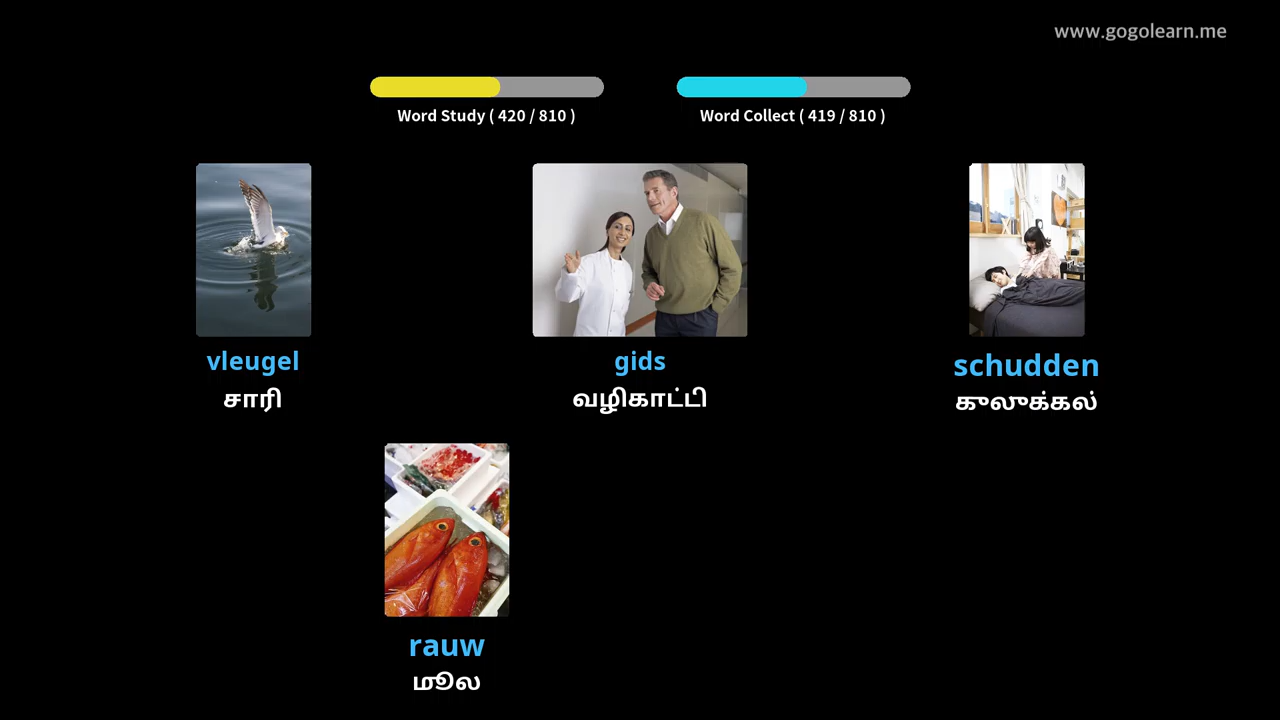 www.gogolearn.me
Word Study ( 420 / 810 )
Word Collect ( 419 / 810 )
vleugel
சாரி
gids
வழிகாட்டி
schudden
குலுக்கல்
rauw
மூல